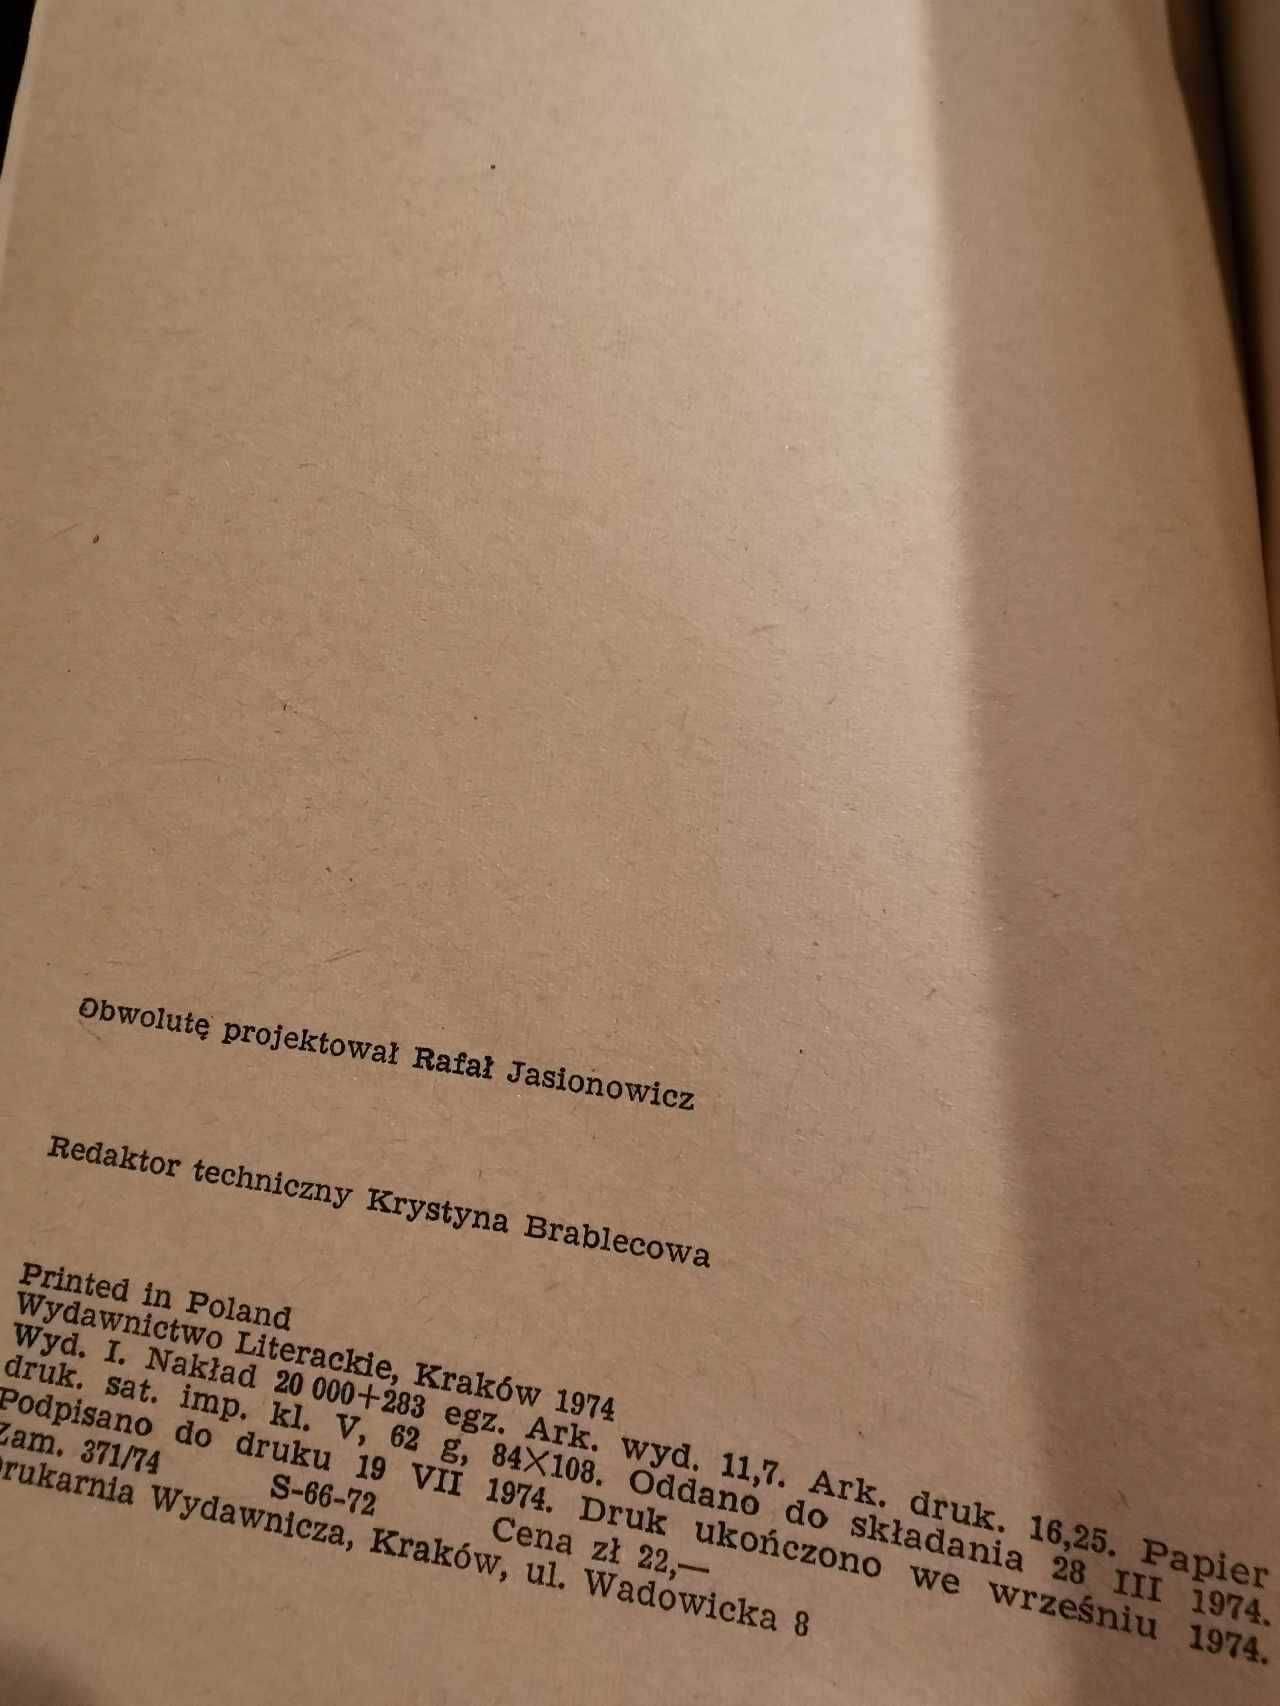 Obwolutę projektował Rafał Jasionowicz
Redaktor techniczny Krystyna Brablecowa
Printed in Poland
Wydawnictwo Literackie, Kraków 1974
Wyd. I. Nakład 20 000+283 egz. Ark. wyd. 11,7. Ark. druk. 16,25. Papier
druk. sat. imp. kl. V, 62 g, 84×108. Oddano do składania 28 III 1974.
Podpisano do druku 19 VII 1974. Druk ukończono we wrześniu 1974.
Zam. 371/74 S-66-72 Cena zł 22,—
Drukarnia Wydawnicza, Kraków, ul. Wadowicka 8